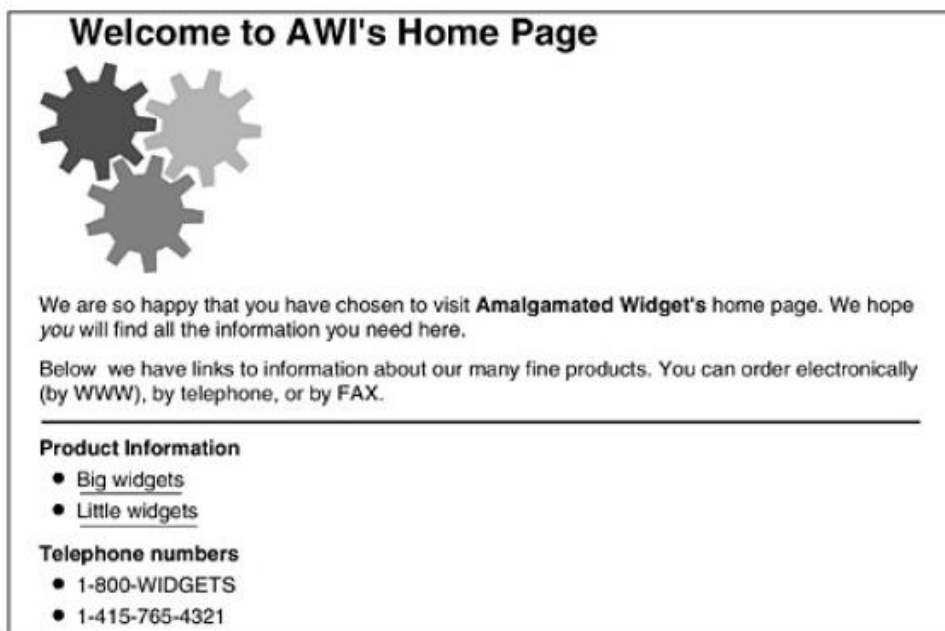 Welcome to AWI's Home Page
We are so happy that you have chosen to visit Amalgamated Widget's home page. We hope
you will find all the information you need here.
Below we have links to information about our many fine products. You can order electronically
(by WWW), by telephone, or by FAX.
Product Information
● Big widgets
● Little widgets
Telephone numbers
● 1-800-WIDGETS
● 1-415-765-4321